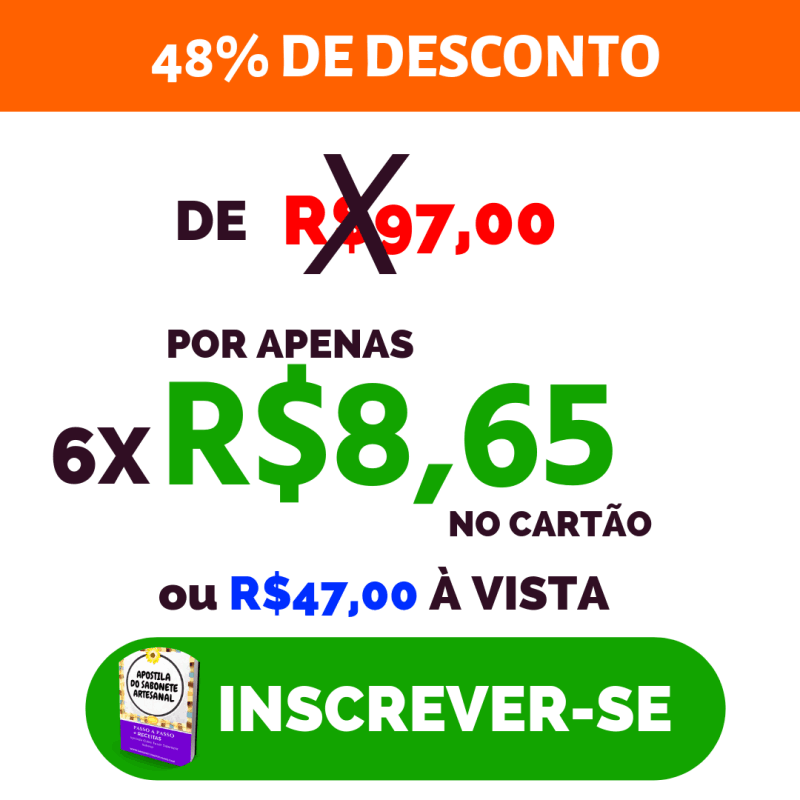 48% DE DESCONTO
DE R$97,00
POR APENAS
6X R$8,65
NO CARTÃO
ou R$47,00 À VISTA
APOSTILA
DO SABONETE
ARTESANAL
PASSO A PASSO
+ RECEITAS
INSCREVER-SE